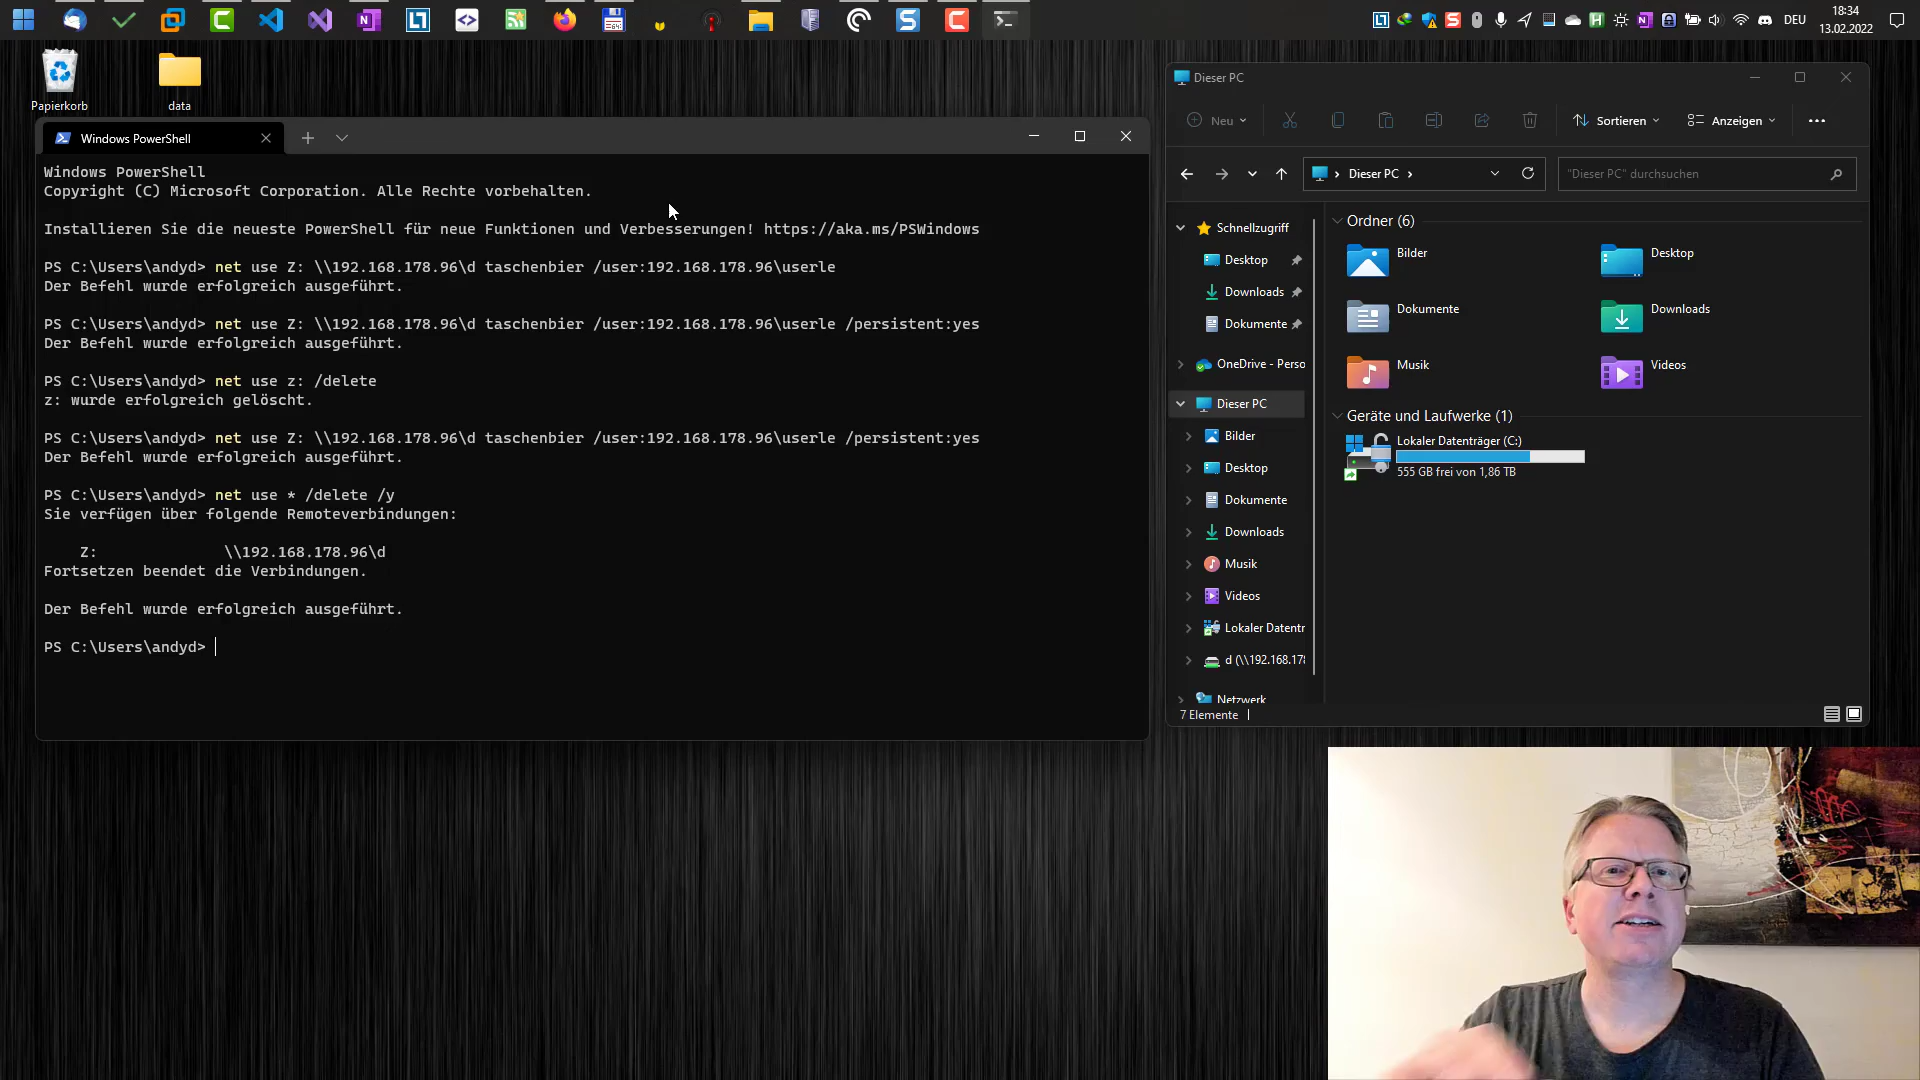 18:34
DEU
13.02.2022
Papierkorb
data
Windows PowerShell
Windows PowerShell
Copyright (C) Microsoft Corporation. Alle Rechte vorbehalten.
Installieren Sie die neueste PowerShell für neue Funktionen und Verbesserungen! https://aka.ms/PSWindows
PS C:\Users\andyd> net use Z: \\192.168.178.96\d taschenbier /user:192.168.178.96\userle
Der Befehl wurde erfolgreich ausgeführt.
PS C:\Users\andyd> net use Z: \\192.168.178.96\d taschenbier /user:192.168.178.96\userle /persistent:yes
Der Befehl wurde erfolgreich ausgeführt.
PS C:\Users\andyd> net use z: /delete
z: wurde erfolgreich gelöscht.
PS C:\Users\andyd> net use Z: \\192.168.178.96\d taschenbier /user:192.168.178.96\userle /persistent:yes
Der Befehl wurde erfolgreich ausgeführt.
PS C:\Users\andyd> net use * /delete /y
Sie verfügen über folgende Remoteverbindungen:
Z: \\192.168.178.96\d
Fortsetzen beendet die Verbindungen.
Der Befehl wurde erfolgreich ausgeführt.
PS C:\Users\andyd>
Dieser PC
Neu
Sortieren
Anzeigen
Dieser PC
"Dieser PC" durchsuchen
Schnellzugriff
Desktop
Downloads
Dokumente
OneDrive - Perso
Dieser PC
Bilder
Desktop
Dokumente
Downloads
Musik
Videos
Lokaler Datentr
d (\\192.168.178
Netzwerk
Ordner (6)
Bilder
Desktop
Dokumente
Downloads
Musik
Videos
Geräte und Laufwerke (1)
Lokaler Datenträger (C:)
555 GB frei von 1,86 TB
7 Elemente